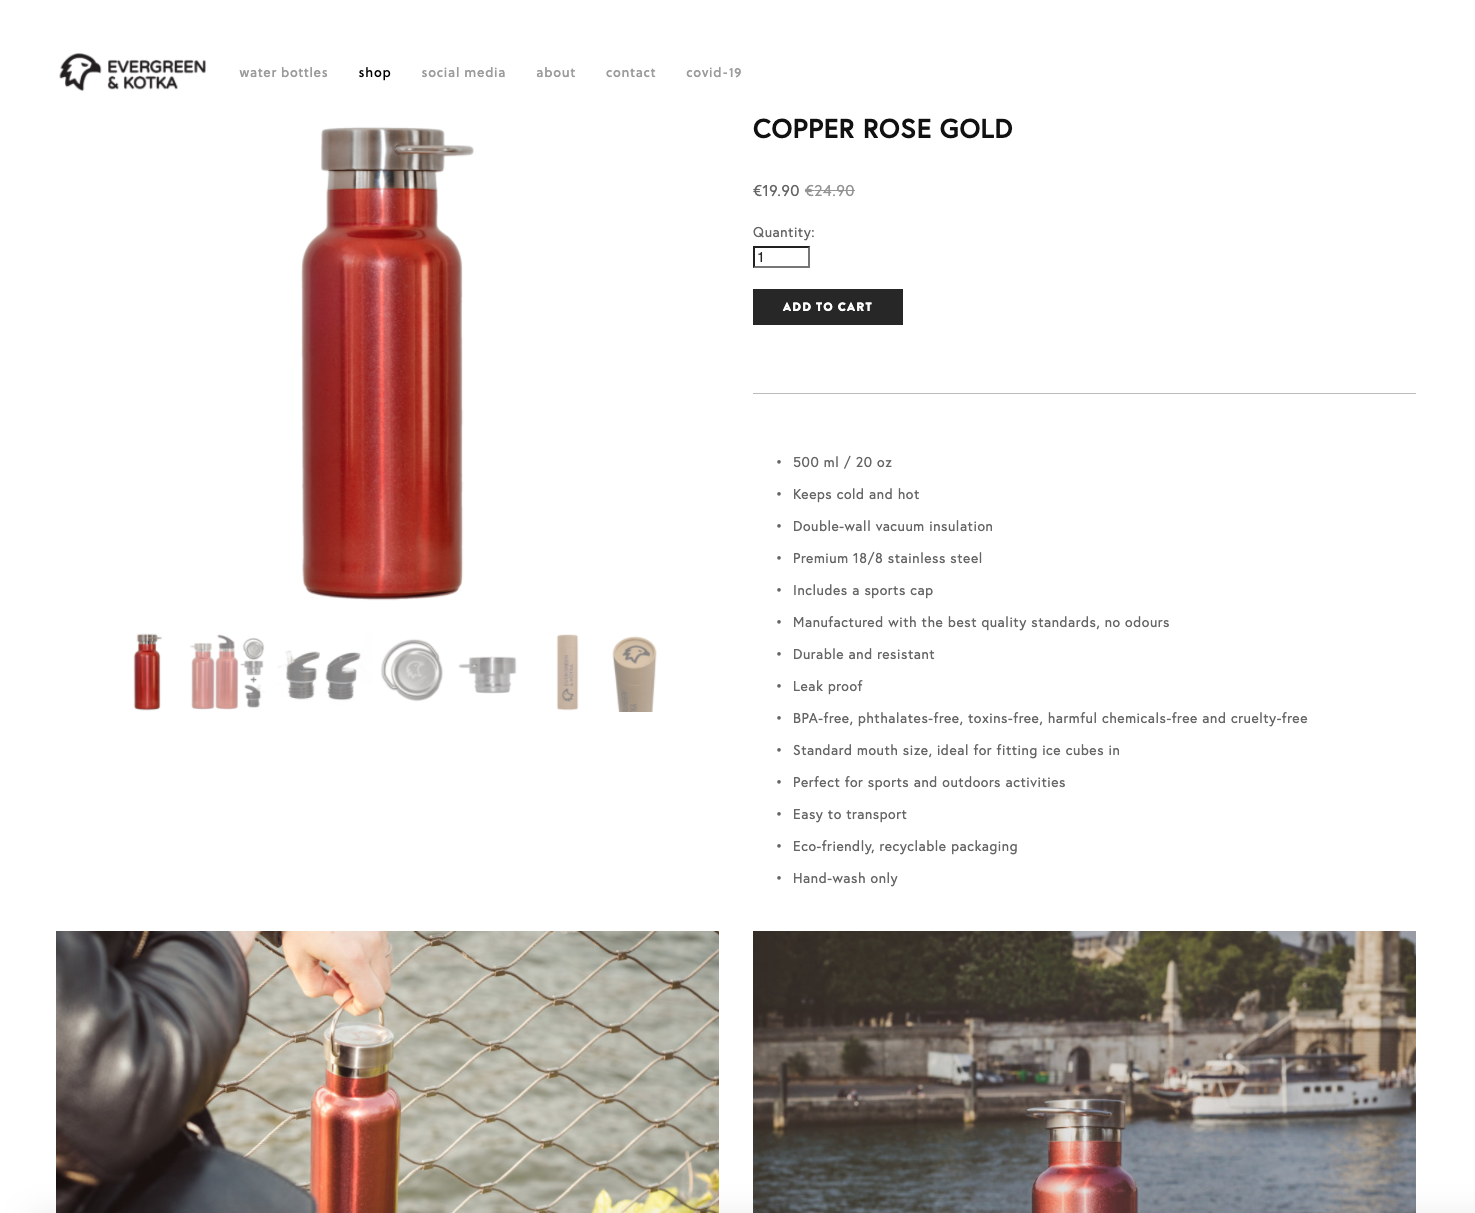 EVERGREEN
& KOTKA
water bottles shop social media about contact covid-19
COPPER ROSE GOLD
€19.90 €24.90
Quantity:
1
ADD TO CART
• 500 ml / 20 oz
• Keeps cold and hot
• Double-wall vacuum insulation
• Premium 18/8 stainless steel
• Includes a sports cap
• Manufactured with the best quality standards, no odours
• Durable and resistant
• Leak proof
• BPA-free, phthalates-free, toxins-free, harmful chemicals-free and cruelty-free
• Standard mouth size, ideal for fitting ice cubes in
• Perfect for sports and outdoors activities
• Easy to transport
• Eco-friendly, recyclable packaging
• Hand-wash only